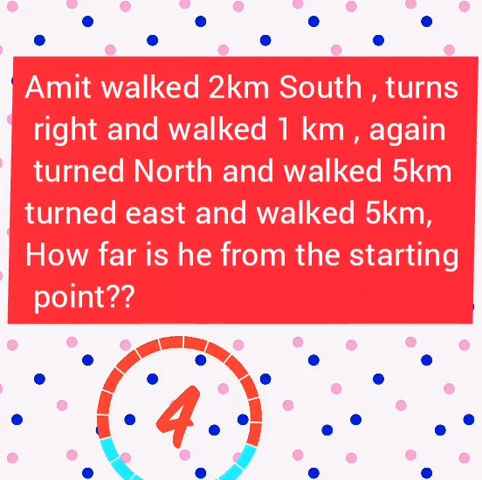 Amit walked 2km South , turns
right and walked 1 km , again
turned North and walked 5km
turned east and walked 5km,
How far is he from the starting
point??
4